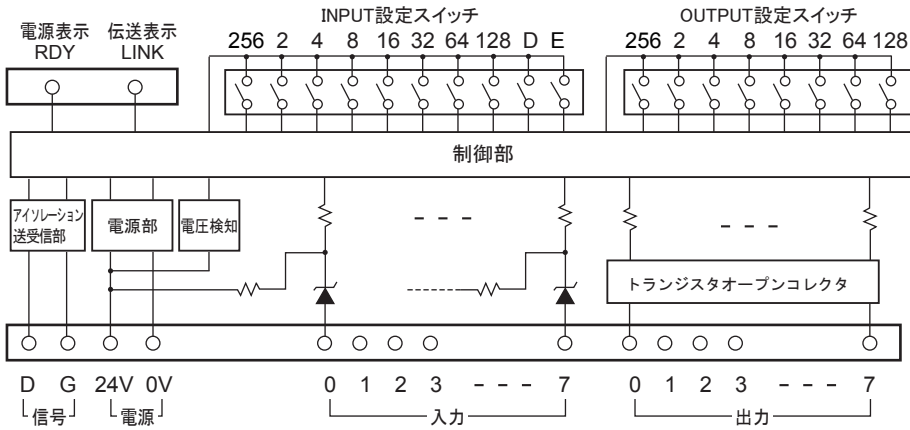 INPUT設定スイッチ
OUTPUT設定スイッチ
電源表示 伝送表示
RDY LINK
256 2 4 8 16 32 64 128 D E
256 2 4 8 16 32 64 128
制御部
アイソレーション
送受信部
電源部
電圧検知
トランジスタオープンコレクタ
D G 24V 0V
0 1 2 3 - - - 7
0 1 2 3 - - - 7
信号
電源
入力
出力